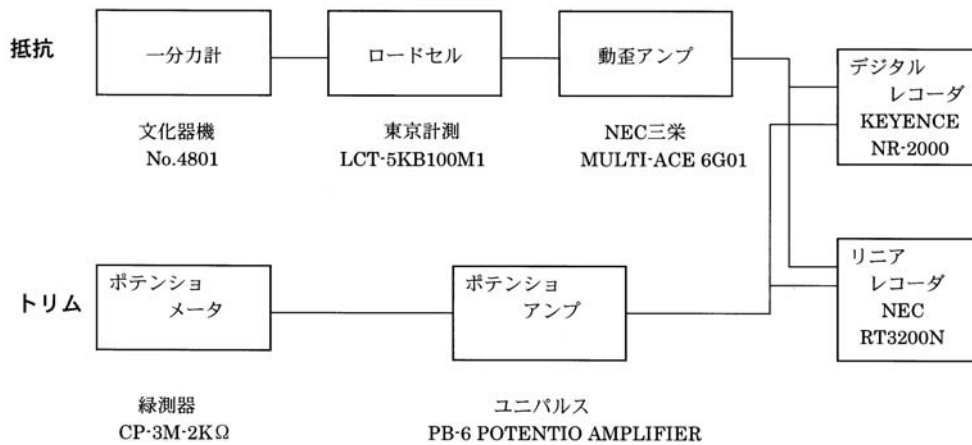 抵抗
一分力計
文化器機
No.4801
ロードセル
東京計測
LCT-5KB100M1
動歪アンプ
NEC三栄
MULTI-ACE 6G01
デジタル
レコーダ
KEYENCE
NR-2000
トリム
ポテンショ
メータ
緑測器
CP-3M-2KΩ
ポテンショ
アンプ
ユニパルス
PB-6 POTENTIO AMPLIFIER
リニア
レコーダ
NEC
RT3200N